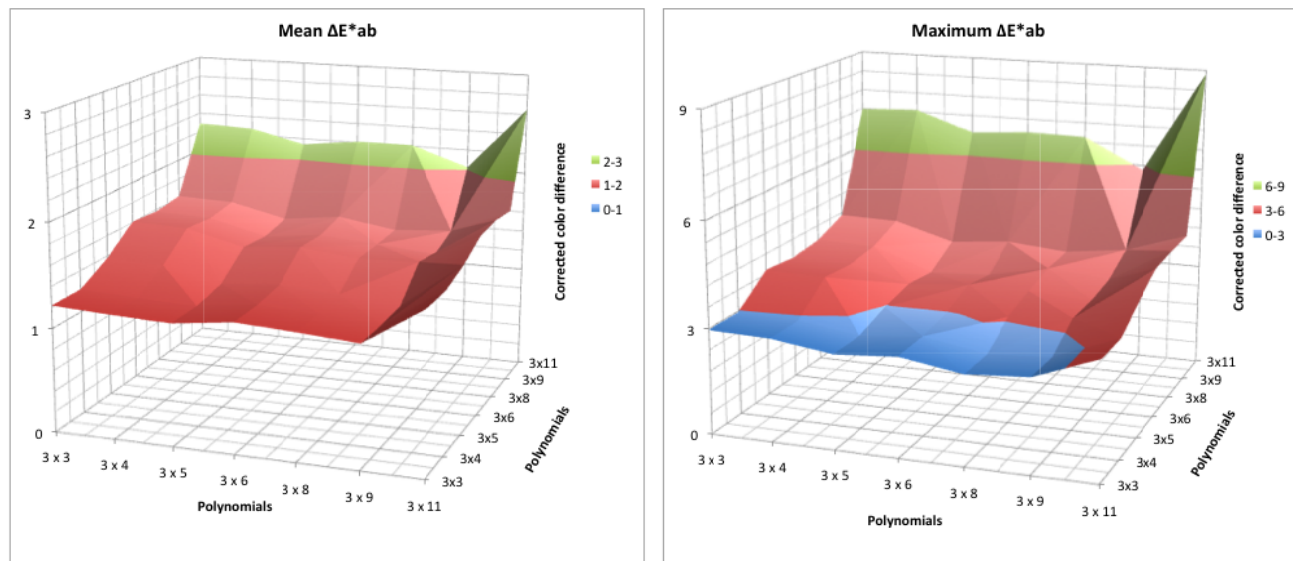 Mean ΔE*ab
3
2
1
0
3 x 3
3 x 4
3 x 5
3 x 6
3 x 8
3 x 9
3 x 11
Polynomials
3x11
3x9
3x8
3x6
3x5
3x4
3x3
Polynomials
Corrected color difference
2-3
1-2
0-1
Maximum ΔE*ab
9
6
3
0
3 x 3
3 x 4
3 x 5
3 x 6
3 x 8
3 x 9
3 x 11
Polynomials
3x11
3x9
3x8
3x6
3x5
3x4
3x3
Polynomials
Corrected color difference
6-9
3-6
0-3